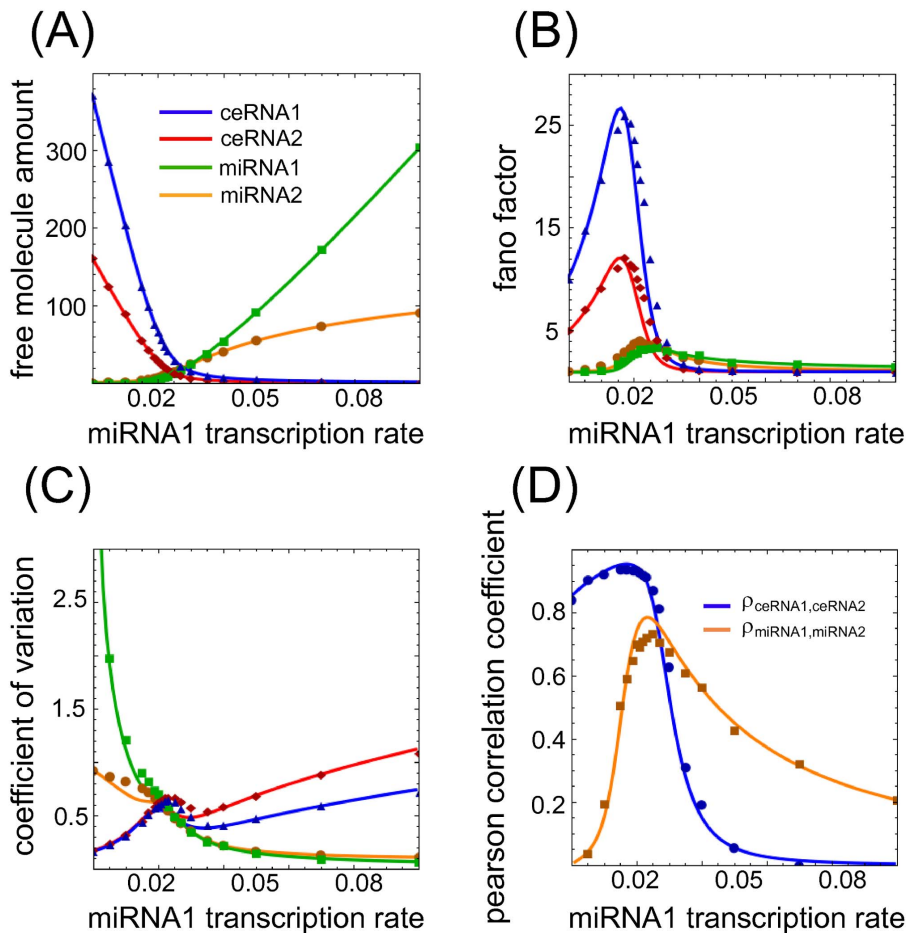 (A)
free molecule amount
300
200
100
ceRNA1
ceRNA2
miRNA1
miRNA2
0.02
0.05
0.08
miRNA1 transcription rate
(B)
fano factor
25
15
5
0.02
0.05
0.08
miRNA1 transcription rate
(C)
coefficient of variation
2.5
1.5
0.5
0.02
0.05
0.08
miRNA1 transcription rate
(D)
pearson correlation coefficient
0.8
0.6
0.4
0.2
ρceRNA1,ceRNA2
ρmiRNA1,miRNA2
0.02
0.05
0.08
miRNA1 transcription rate